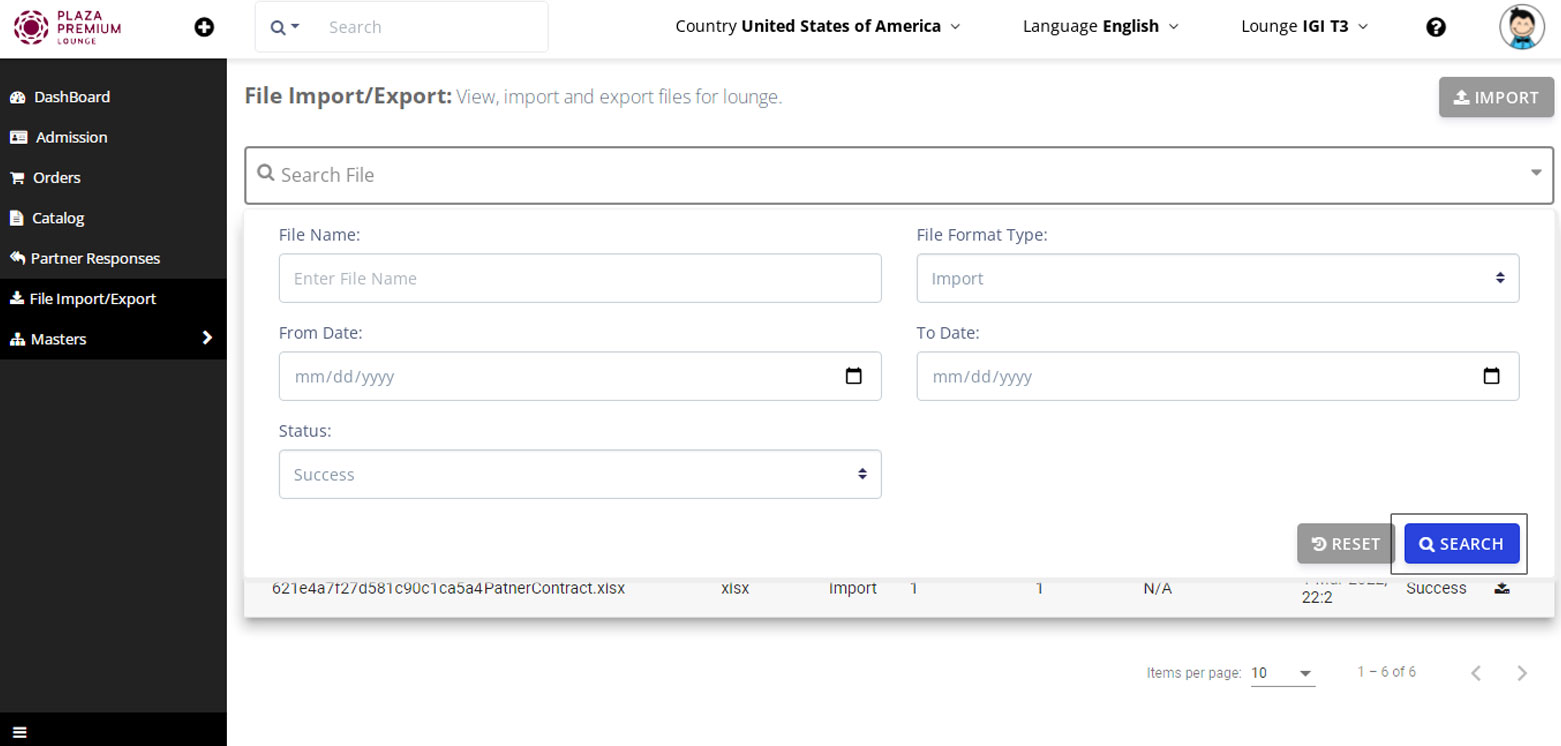 PLAZA
PREMIUM
LOUNGE
Search
Country United States of America
Language English
Lounge IGI T3
DashBoard
Admission
Orders
Catalog
Partner Responses
File Import/Export
Masters
File Import/Export: View, import and export files for lounge.
IMPORT
Search File
File Name:
File Format Type:
Enter File Name
Import
From Date:
To Date:
mm/dd/yyyy
mm/dd/yyyy
Status:
Success
RESET
SEARCH
621e4a7f27d581c90c1ca5a4PatnerContract.xlsx xlsx Import 1 1 N/A 22:2 Success
Items per page: 10 1 – 6 of 6